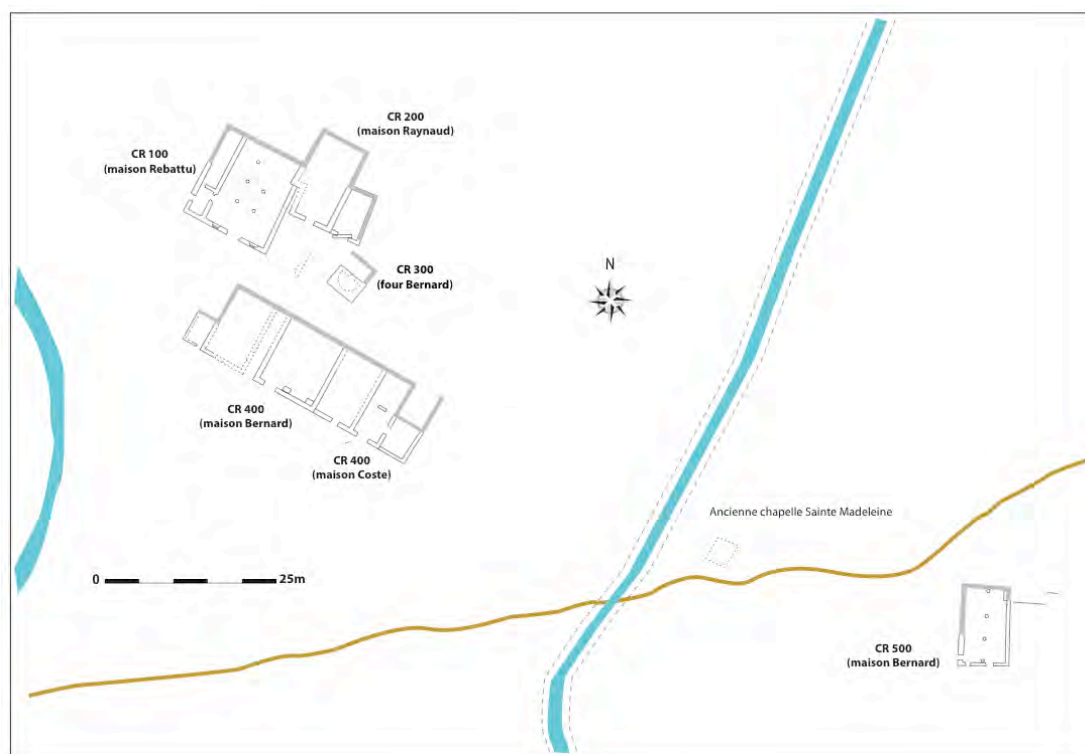 CR 200
(maison Raynaud)
CR 100
(maison Rebattu)
N
CR 300
(four Bernard)
CR 400
(maison Bernard)
CR 400
(maison Coste)
Ancienne chapelle Sainte Madeleine
0 25m
CR 500
(maison Bernard)